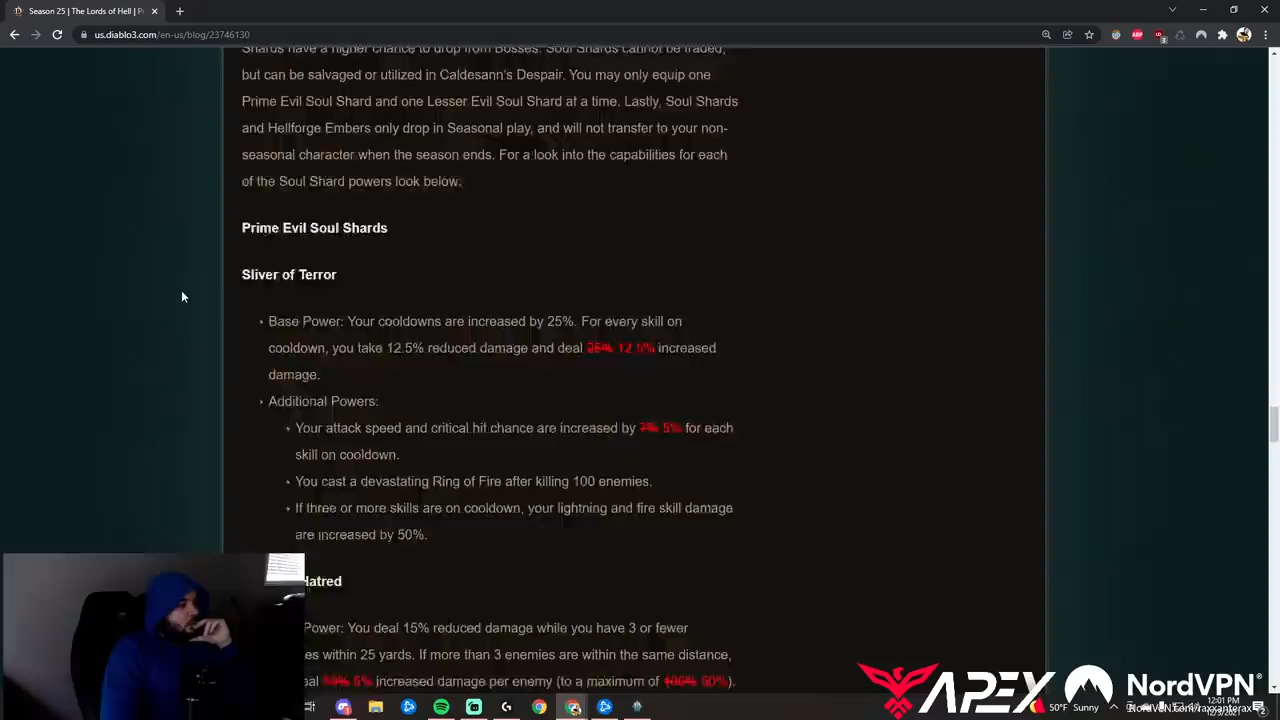 Season 25 | The Lords of Hell | P
us.diablo3.com/en-us/blog/23746130
Shards have a higher chance to drop from Bosses. Soul Shards cannot be traded,
but can be salvaged or utilized in Caldesann's Despair. You may only equip one
Prime Evil Soul Shard and one Lesser Evil Soul Shard at a time. Lastly, Soul Shards
and Hellforge Embers only drop in Seasonal play, and will not transfer to your non-
seasonal character when the season ends. For a look into the capabilities for each
of the Soul Shard powers look below.
Prime Evil Soul Shards
Sliver of Terror
Base Power: Your cooldowns are increased by 25%. For every skill on
cooldown, you take 12.5% reduced damage and deal 25% 12.5% increased
damage.
Additional Powers:
Your attack speed and critical hit chance are increased by 7% 5% for each
skill on cooldown.
You cast a devastating Ring of Fire after killing 100 enemies.
If three or more skills are on cooldown, your lightning and fire skill damage
are increased by 50%.
Hatred
Power: You deal 15% reduced damage while you have 3 or fewer
es within 25 yards. If more than 3 enemies are within the same distance,
al 5% increased damage per enemy (to a maximum of 100% 50%).
APEX
NordVPN®
50°F Sunny
12:01 PM